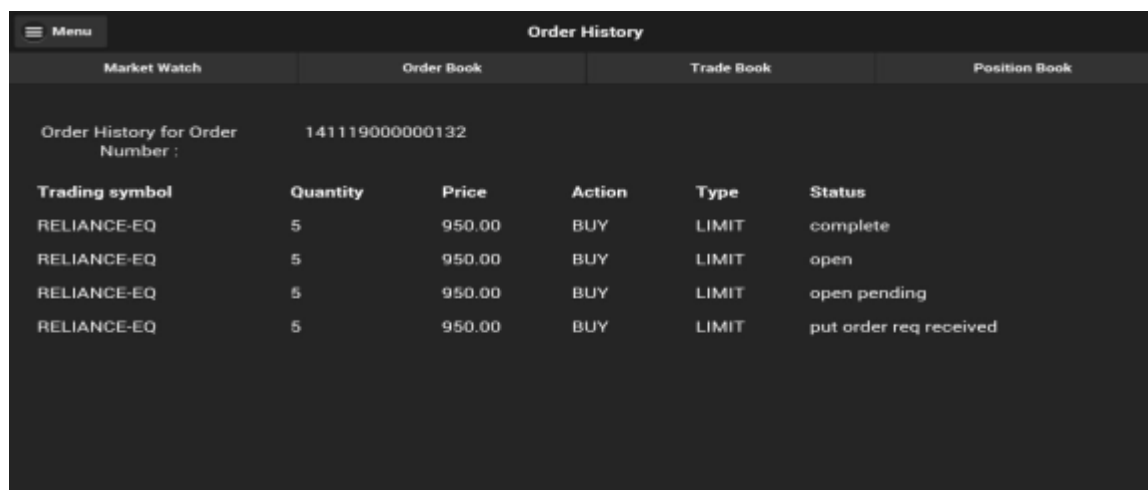 Menu Order History
Market Watch Order Book Trade Book Position Book
Order History for Order 141119000000132
Number :
Trading symbol Quantity Price Action Type Status
RELIANCE-EQ 5 950.00 BUY LIMIT complete
RELIANCE-EQ 5 950.00 BUY LIMIT open
RELIANCE-EQ 5 950.00 BUY LIMIT open pending
RELIANCE-EQ 5 950.00 BUY LIMIT put order req received